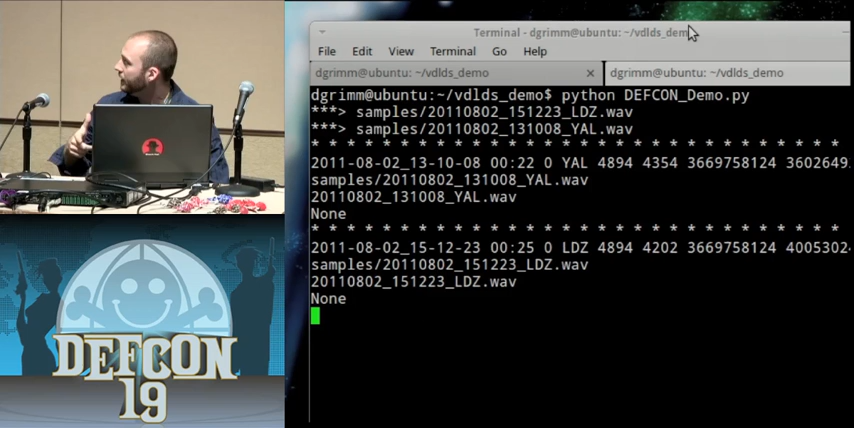 Terminal - dgrimm@ubuntu: ~/vdlds_dem
File Edit View Terminal Go Help
dgrimm@ubuntu: ~/vdlds_demo
dgrimm@ubuntu: ~/vdlds_demo
dgrimm@ubuntu:~/vdlds_demo$ python DEFCON_Demo.py
***> samples/20110802_151223_LDZ.wav
***> samples/20110802_131008_YAL.wav
* * * * * * * * * * * * * * * * * * * * * * * * * * * * * * *
2011-08-02_13-10-08 00:22 0 YAL 4894 4354 3669758124 3602649
samples/20110802_131008_YAL.wav
20110802_131008_YAL.wav
None
* * * * * * * * * * * * * * * * * * * * * * * * * * * * * * *
2011-08-02_15-12-23 00:25 0 LDZ 4894 4202 3669758124 4005302
samples/20110802_151223_LDZ.wav
20110802_151223_LDZ.wav
None
DEFCON
19